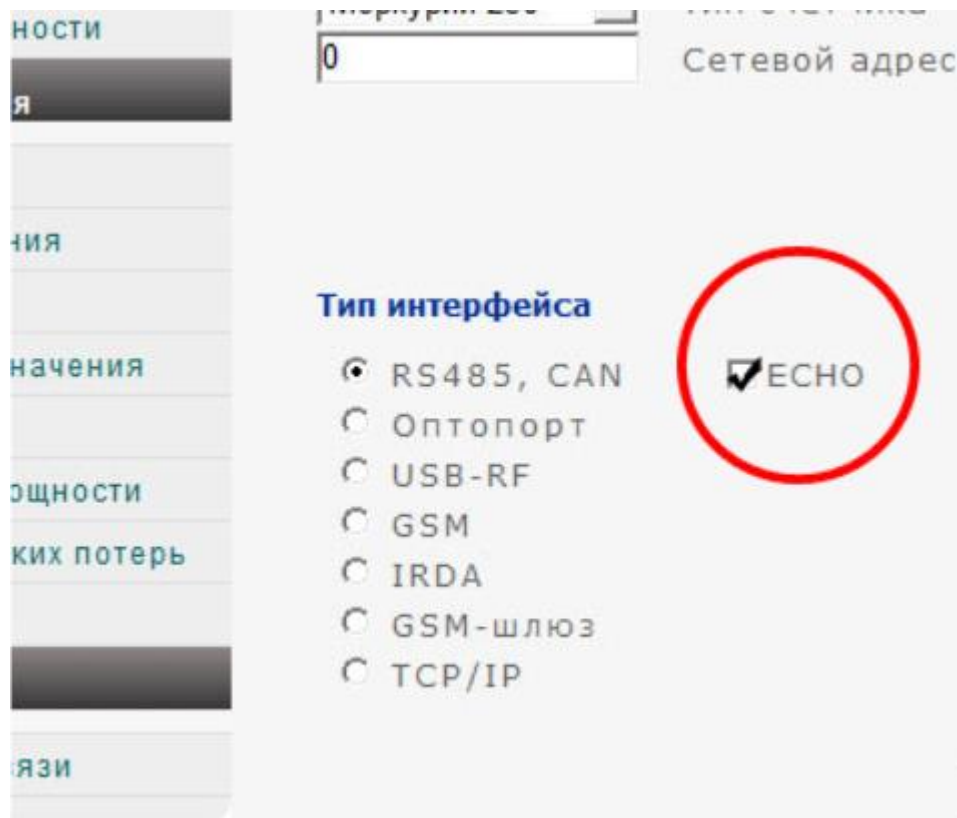 ности
0
Сетевой адрес
я
ния
Тип интерфейса
начения
RS485, CAN
ECHO
Оптопорт
USB-RF
ощности
GSM
ких потерь
IRDA
GSM-шлюз
TCP/IP
язи